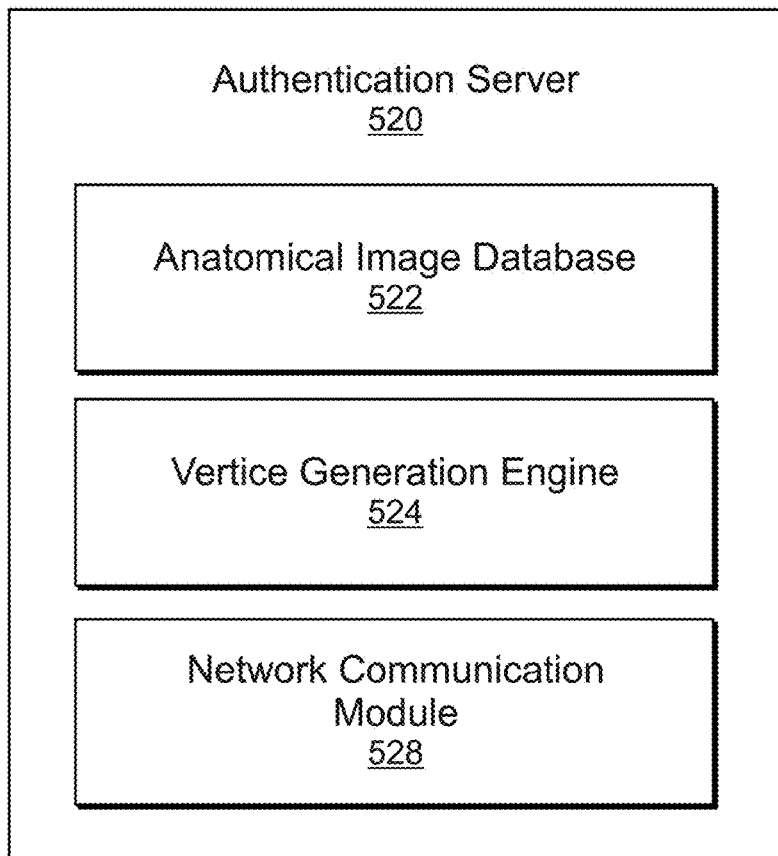 Authentication Server
520
Anatomical Image Database
522
Vertice Generation Engine
524
Network Communication
Module
528